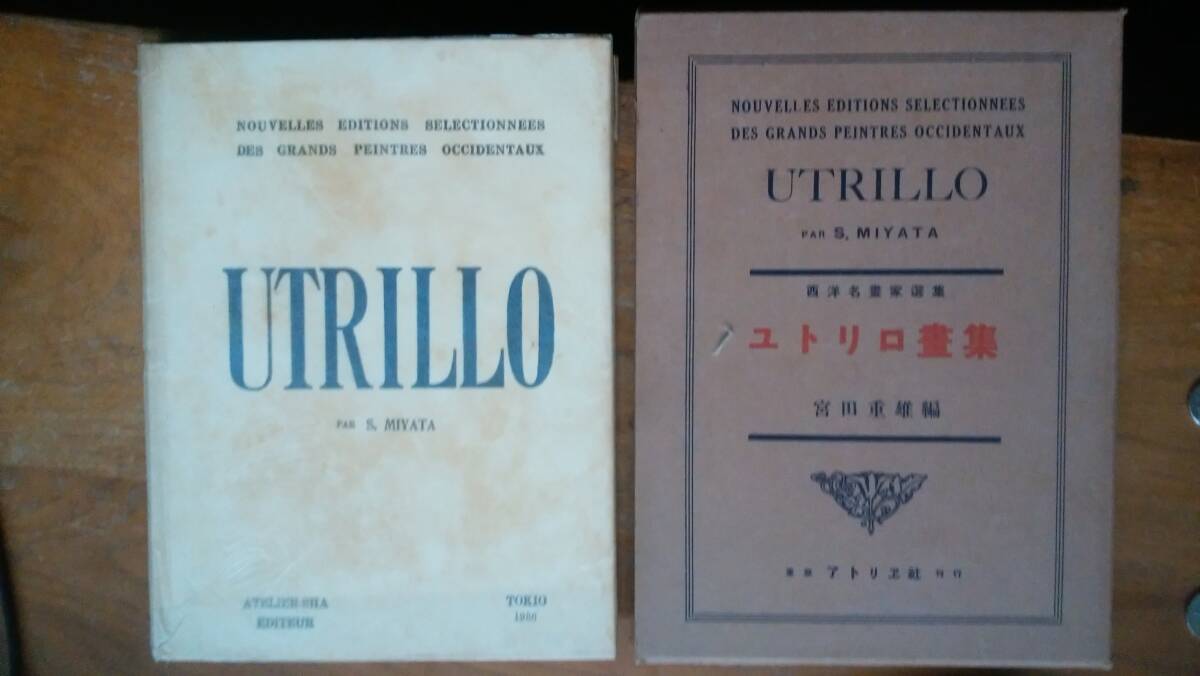 NOUVELLES EDITIONS SELECTIONNEES
DES GRANDS PEINTRES OCCIDENTAUX
UTRILLO
PAR S. MIYATA
ATELIER-SHA
EDITEUR
TOKIO
NOUVELLES EDITIONS SELECTIONNEES
DES GRANDS PEINTRES OCCIDENTAUX
UTRILLO
PAR S. MIYATA
西洋名畫家選集
ユトリロ畫集
宮田重雄編
アトリヱ社